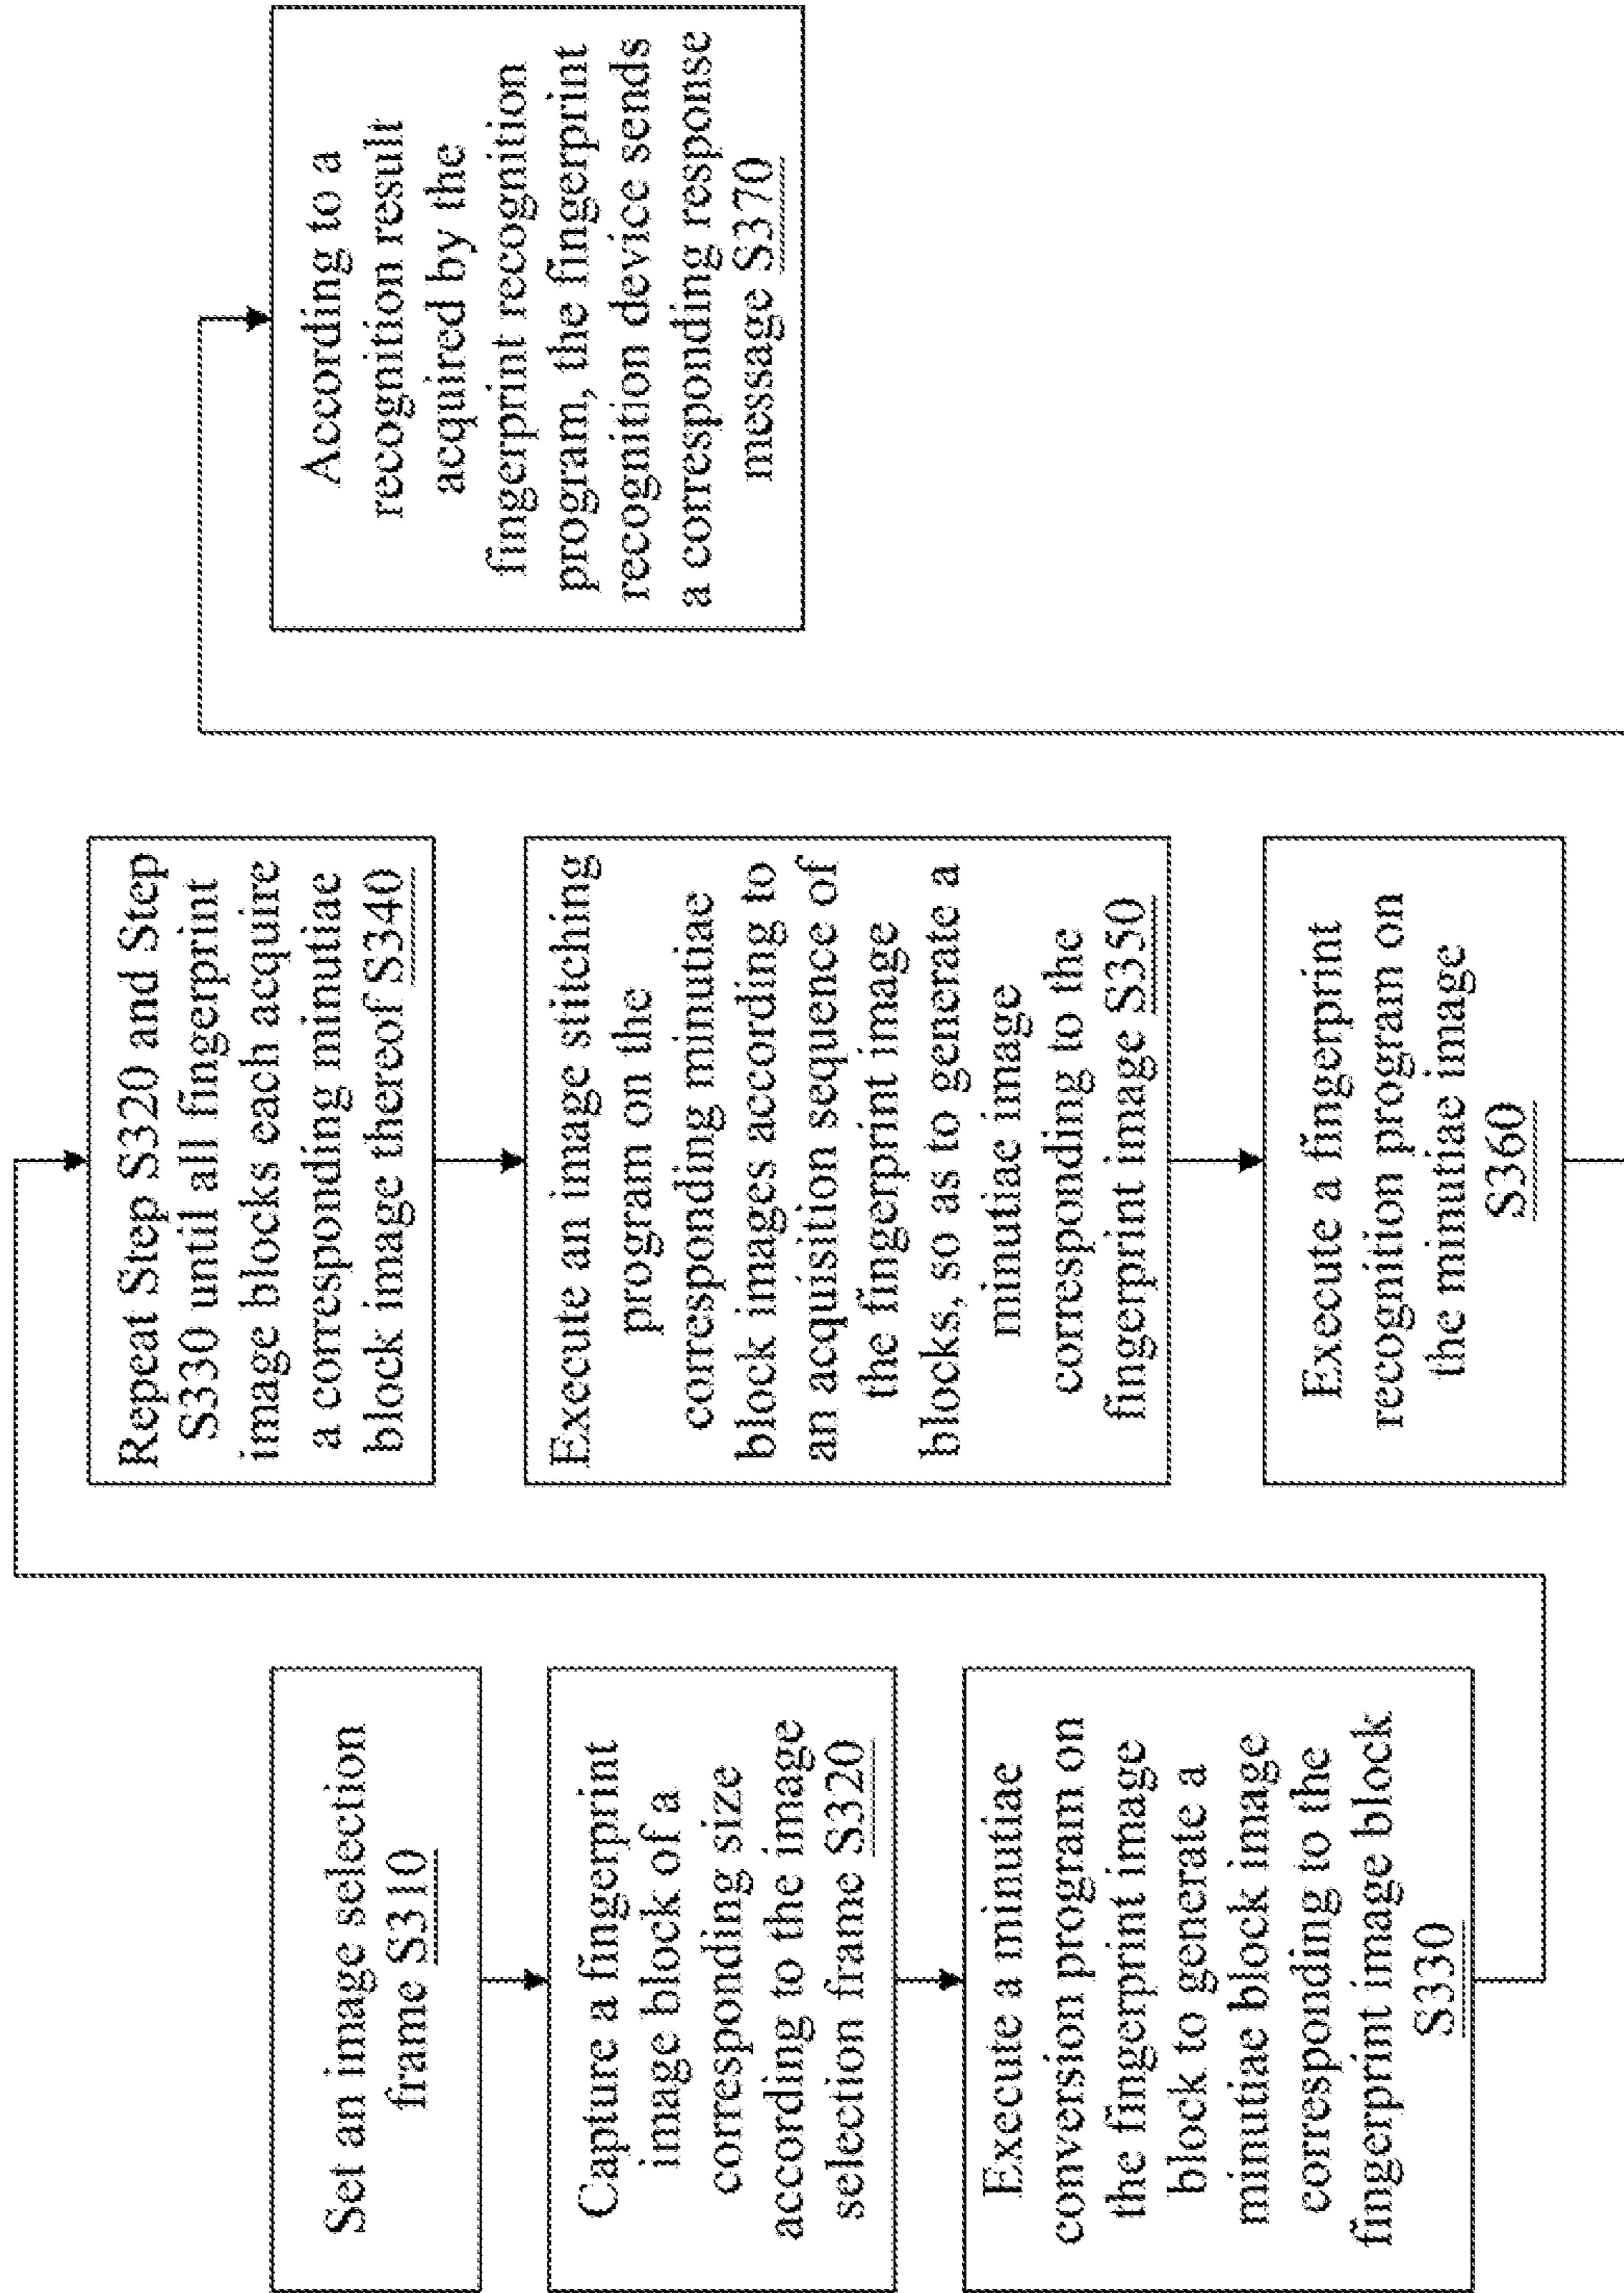 Set an image selection
frame S310
Capture a fingerprint
image block of a
corresponding size
according to the image
selection frame S320
Execute a minutiae
conversion program on
the fingerprint image
block to generate a
minutiae block image
corresponding to the
fingerprint image block
S330
Repeat Step S320 and Step
S330 until all fingerprint
image blocks each acquire
a corresponding minutiae
block image thereof S340
Execute an image stitching
program on the
corresponding minutiae
block images according to
an acquisition sequence of
the fingerprint image
blocks, so as to generate a
minutiae image
corresponding to the
fingerprint image S350
Execute a fingerprint
recognition program on
the minutiae image
S360
According to a
recognition result
acquired by the
fingerprint recognition
program, the fingerprint
recognition device sends
a corresponding response
message S370